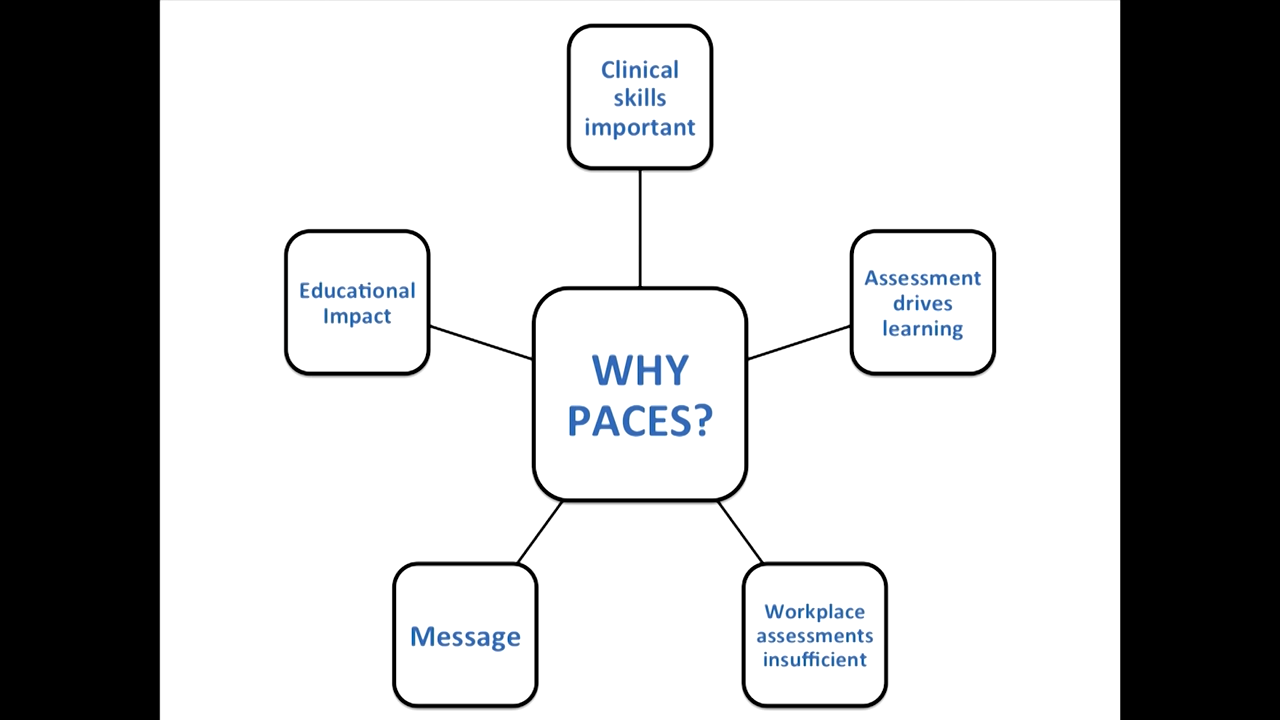 Clinical
skills
important
Educational
Impact
Assessment
drives
learning
WHY
PACES?
Message
Workplace
assessments
insufficient